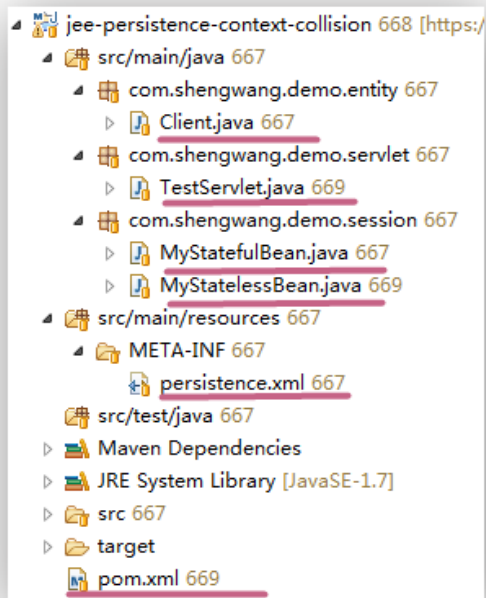 jee-persistence-context-collision 668 [https:/
src/main/java 667
com.shengwang.demo.entity 667
Client.java 667
com.shengwang.demo.servlet 667
TestServlet.java 669
com.shengwang.demo.session 667
MyStatefulBean.java 667
MyStatelessBean.java 669
src/main/resources 667
META-INF 667
persistence.xml 667
src/test/java 667
Maven Dependencies
JRE System Library [JavaSE-1.7]
src 667
target
pom.xml 669